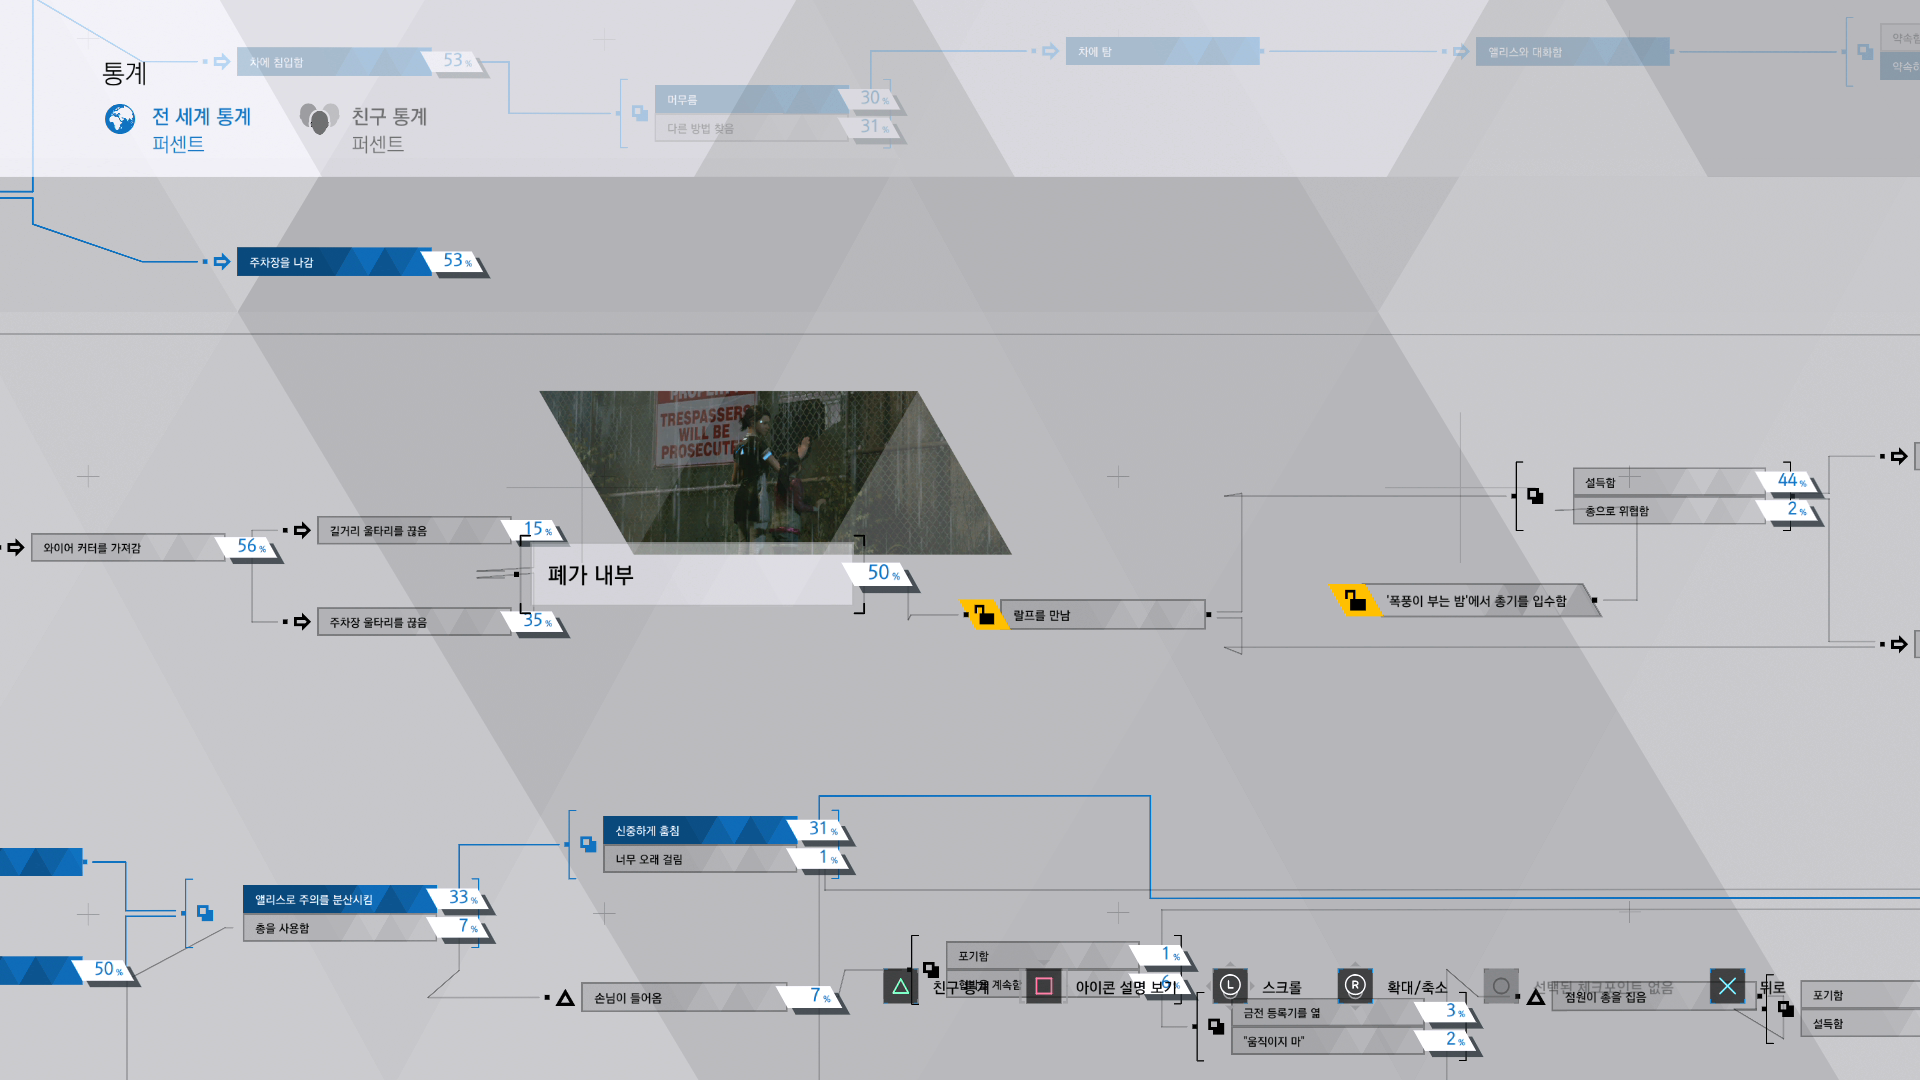 통계
전 세계 통계
퍼센트
친구 통계
퍼센트
차에 침입함
53 %
머무름
30 %
다른 방법 찾음
31 %
차에 탐
앨리스와 대화함
약속함
주차장을 나감
53 %
PROPERTY
TRESPASSERS
WILL BE
PROSECUTE
와이어 커터를 가져감
56 %
길거리 울타리를 끊음
15 %
주차장 울타리를 끊음
35 %
폐가 내부
50 %
랄프를 만남
설득함
44 %
총으로 위협함
2 %
'폭풍이 부는 밤'에서 총기를 입수함
신중하게 훔침
31 %
너무 오래 걸림
1 %
앨리스로 주의를 분산시킴
33 %
총을 사용함
7 %
50 %
손님이 들어옴
7 %
포기함
1 %
계속함
6 %
금전 등록기를 엶
3 %
"움직이지 마"
2 %
점원이 총을 집음
포기함
설득함
친구 통계
아이콘 설명 보기
L 스크롤
R 확대/축소
선택된 체크포인트 없음
뒤로